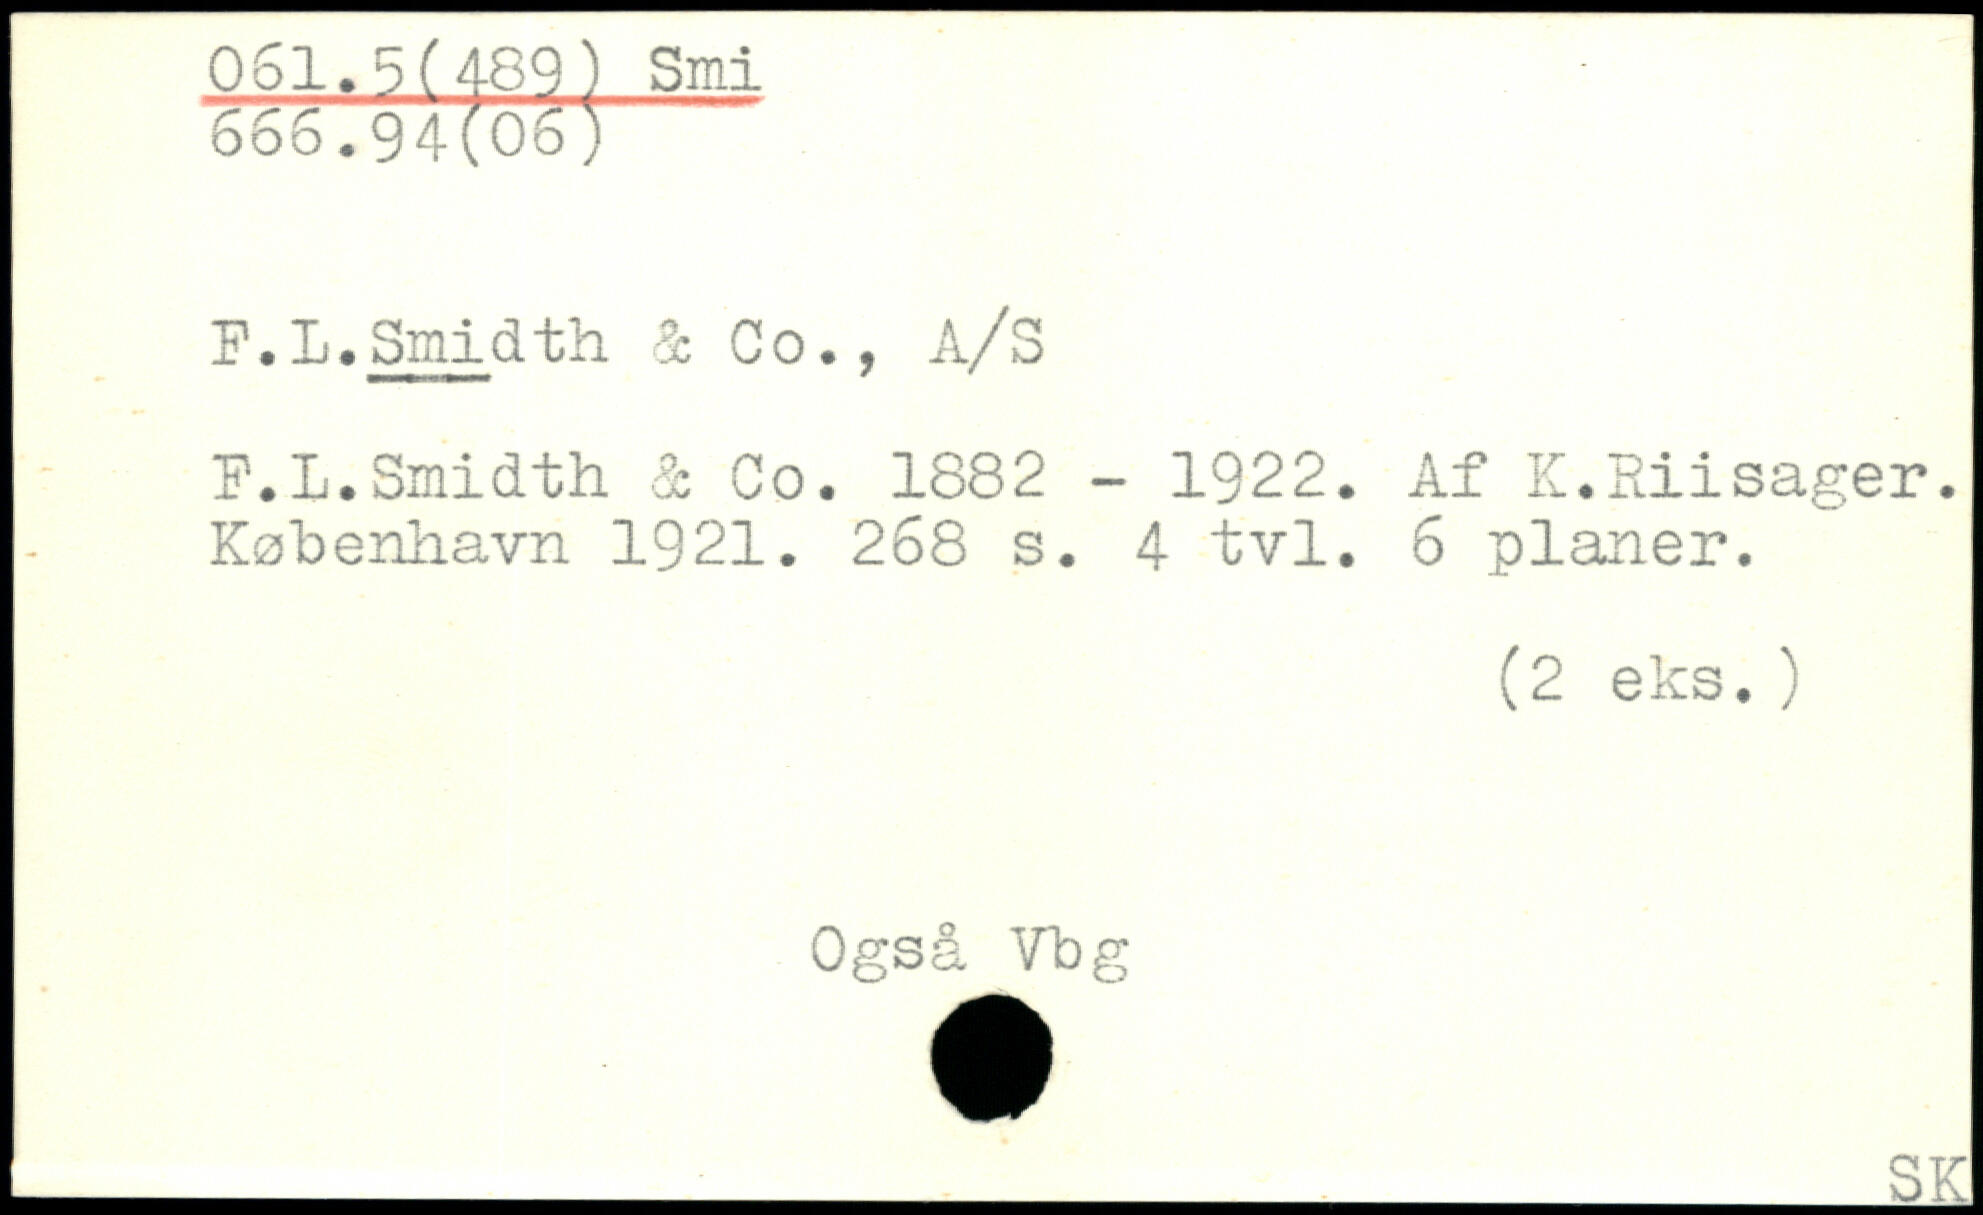 061.5(489) Smi
666.94(06)
F.L.Smidth & Co., A/S
F.L.Smidth & Co. 1882 - 1922. Af K.Riisager.
København 1921. 268 s. 4 tvl. 6 planer.
(2 eks.)
Også Vbg
SK